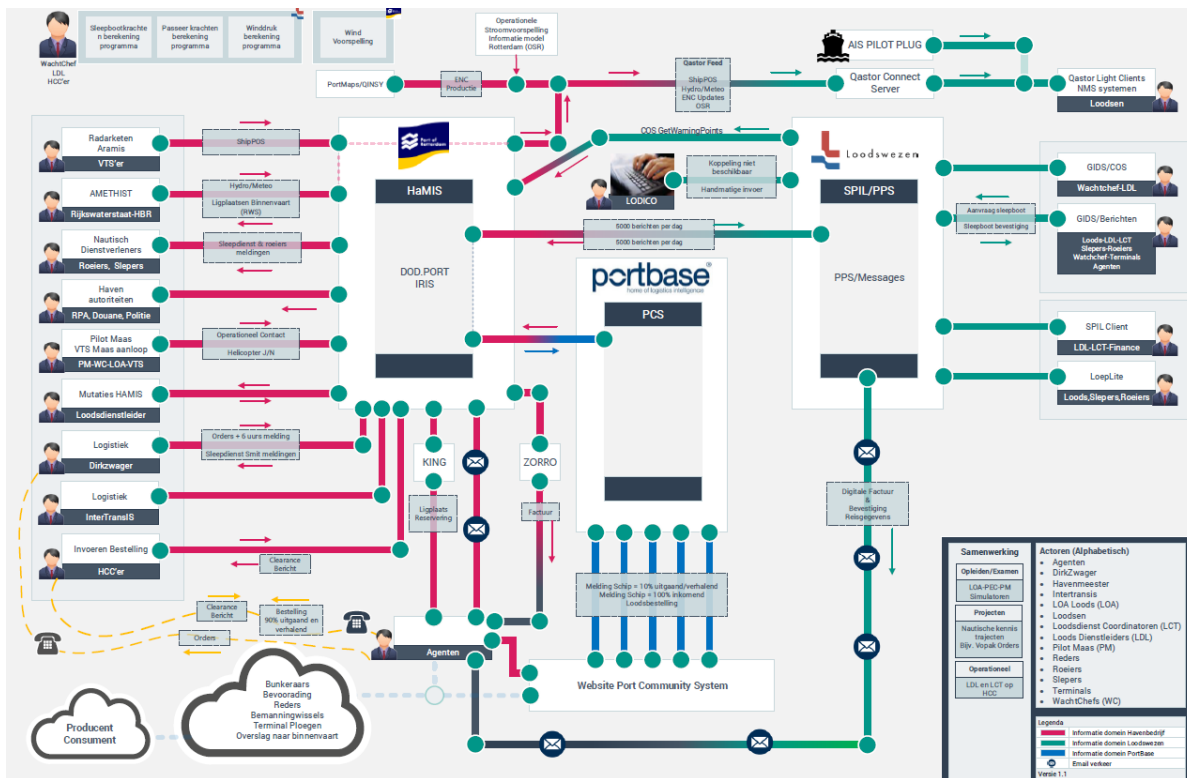 Sleepbootkrachte
n berekening
programma
Passeer krachten
berekening
programma
Winddruk
berekening
programma
Wind
Voorspelling
WachtChef
LDL
HCC'er
Operationele
Stroomvoorspelling
Informatie model
Rotterdam (OSR)
PortMaps/QINSY
ENC
Productie
Qastor Feed
ShipPOS
Hydro/Meteo
ENC Updates
OSR
AIS PILOT PLUG
Qastor Connect
Server
Qastor Light Clients
NMS systemen
Loodsen
Radarketen
Aramis
VTS'er
ShipPOS
AMETHIST
Rijkswaterstaat-HBR
Hydro/Meteo
Ligplaatsen Binnenvaart
(RWS)
Nautisch
Dienstverleners
Roeiers, Slepers
Sleepdienst & roeiers
meldingen
Haven
autoriteiten
RPA, Douane, Politie
Pilot Maas
VTS Maas aanloop
PM-WC-LOA-VTS
Operationeel Contact
Helicopter J/N
Mutaties HAMIS
Loodsdienstleider
Logistiek
Dirkzwager
Orders + 6 uurs melding
Sleepdienst Smit meldingen
Logistiek
InterTransIS
Invoeren Bestelling
HCC'er
Clearance
Bericht
Port of
Rotterdam
HaMIS
DOD.PORT
IRIS
COS GetWarningPoints
LODICO
Koppeling niet
beschikbaar
Handmatige invoer
5000 berichten per dag
5000 berichten per dag
portbase
home of logistics intelligence
PCS
Loodswezen
SPIL/PPS
PPS/Messages
GIDS/COS
Wachtchef-LDL
Aanvraag sleepboot
Sleepboot bevestiging
GIDS/Berichten
Loods-LDL-LCT
Slepers-Roeiers
Watchchef-Terminals
Agenten
SPIL Client
LDL-LCT-Finance
LoepLite
Loods,Slepers,Roeiers
KING
ZORRO
Ligplaats
Reservering
Factuur
Digitale Factuur
&
Bevestiging
Reisgegevens
Melding Schip = 10% uitgaand/verhalend
Melding Schip = 100% inkomend
Loodsbestelling
Clearance
Bericht
Bestelling
90% uitgaand en
verhalend
Orders
Agenten
Website Port Community System
Producent
Consument
Bunkeraars
Bevoorading
Reders
Bemanningwissels
Terminal Ploegen
Overslag naar binnenvaart
Samenwerking
Opleiden/Examen
LOA-PEC-PM
Simulatoren
Projecten
Nautische kennis
trajecten
Bijv. Vopak Orders
Operationeel
LDL en LCT op
HCC
Actoren (Alphabetisch)
Agenten
DirkZwager
Havenmeester
Intertransis
LOA Loods (LOA)
Loodsen
Loodsdienst Coordinatoren (LCT)
Loods Dienstleiders (LDL)
Pilot Maas (PM)
Reders
Roeiers
Slepers
Terminals
WachtChefs (WC)
Legenda
Informatie domein Havenbedrijf
Informatie domein Loodswezen
Informatie domein PortBase
Email verkeer
Versie 1.1